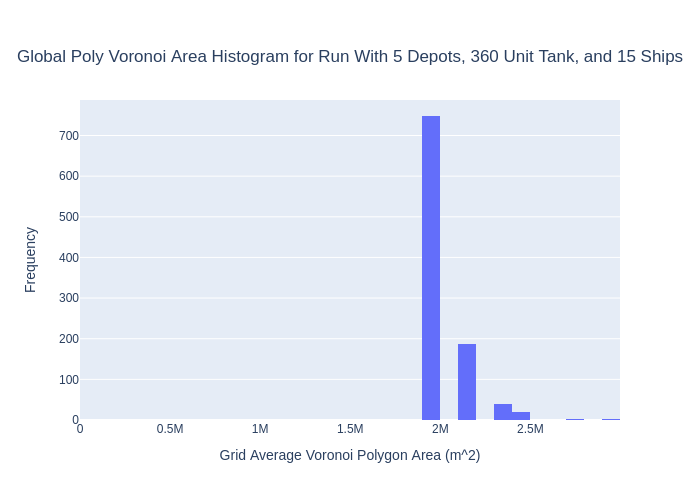 Global Poly Voronoi Area Histogram for Run With 5 Depots, 360 Unit Tank, and 15 Ships
Frequency
700
600
500
400
300
200
100
0
0 0.5M 1M 1.5M 2M 2.5M
Grid Average Voronoi Polygon Area (m^2)